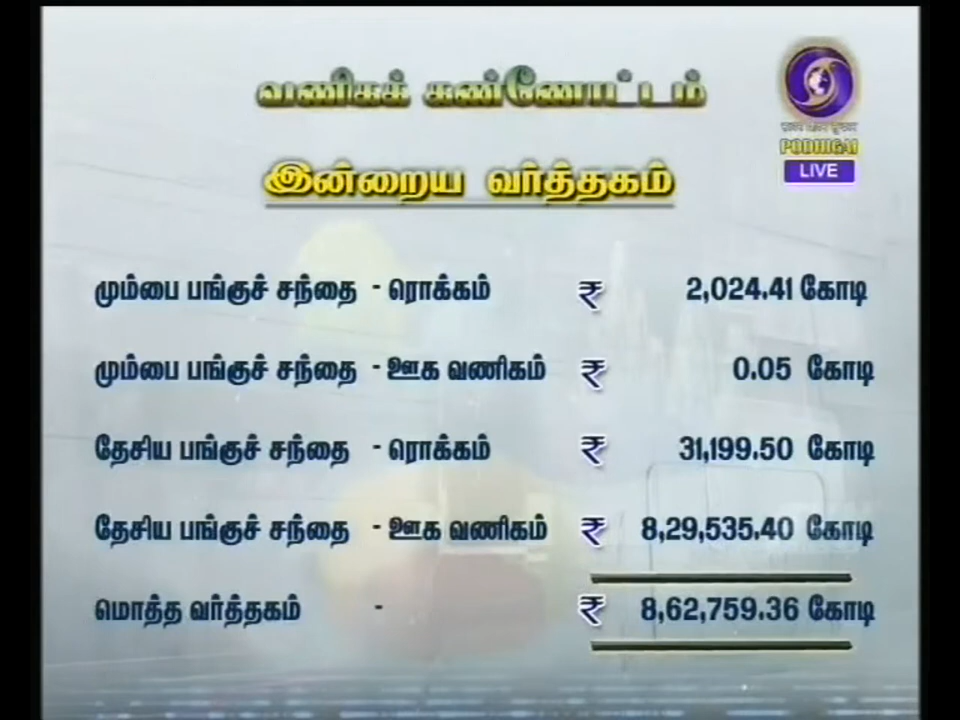 வணிகக் கண்ணோட்டம்
PODHIGAI
LIVE
இன்றைய வர்த்தகம்
மும்பை பங்குச் சந்தை - ரொக்கம் ₹ 2,024.41 கோடி
மும்பை பங்குச் சந்தை - ஊக வணிகம் ₹ 0.05 கோடி
தேசிய பங்குச் சந்தை - ரொக்கம் ₹ 31,199.50 கோடி
தேசிய பங்குச் சந்தை - ஊக வணிகம் ₹ 8,29,535.40 கோடி
மொத்த வர்த்தகம் - ₹ 8,62,759.36 கோடி